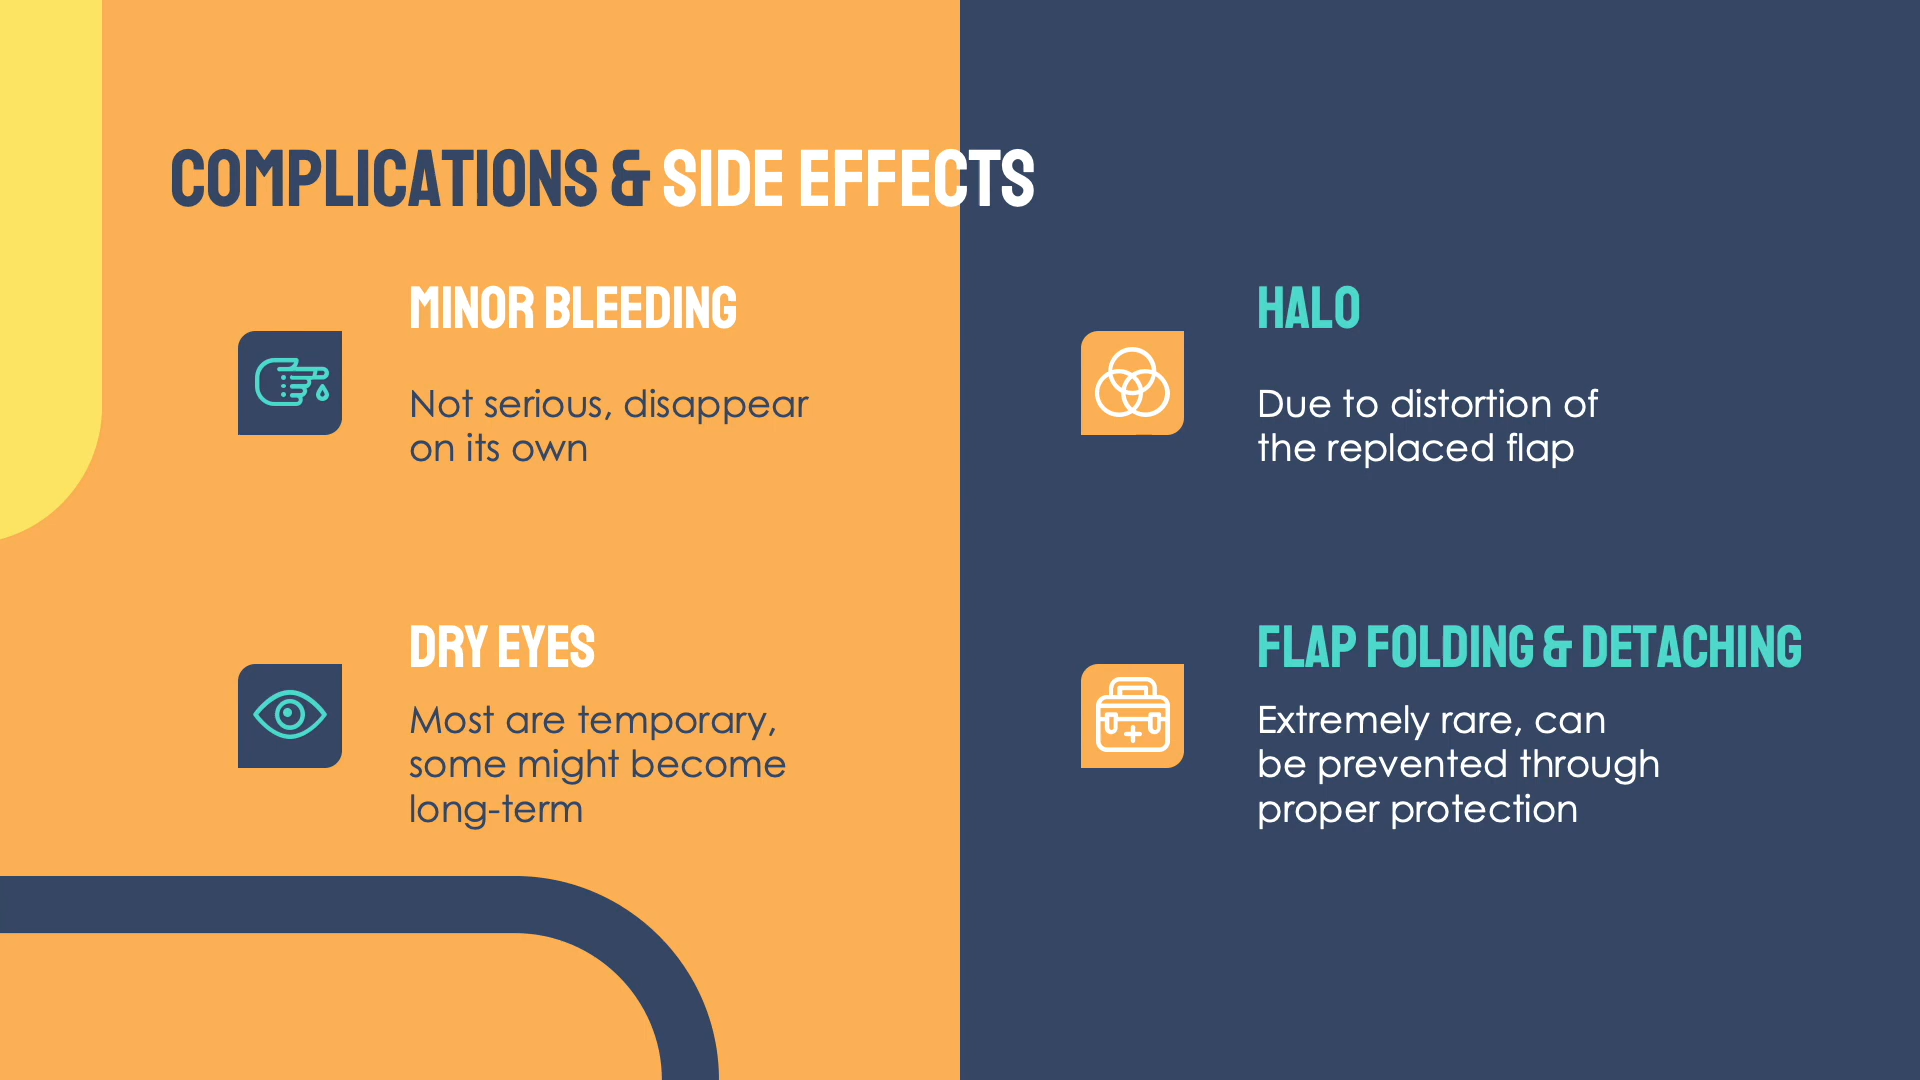 COMPLICATIONS & SIDE EFFECTS
MINOR BLEEDING
Not serious, disappear
on its own
HALO
Due to distortion of
the replaced flap
DRY EYES
Most are temporary,
some might become
long-term
FLAP FOLDING & DETACHING
Extremely rare, can
be prevented through
proper protection